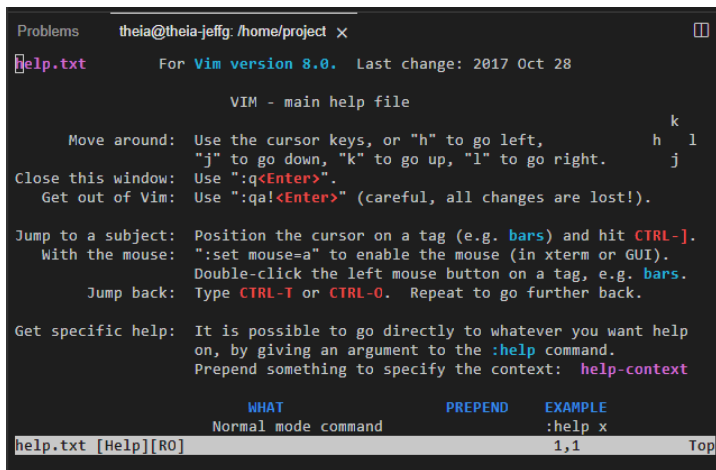 Problems theia@theia-jeffg: /home/project ×
help.txt For Vim version 8.0. Last change: 2017 Oct 28
VIM - main help file
k
Move around: Use the cursor keys, or "h" to go left, h l
"j" to go down, "k" to go up, "l" to go right. j
Close this window: Use ":q<Enter>".
Get out of Vim: Use ":qa!<Enter>" (careful, all changes are lost!).
Jump to a subject: Position the cursor on a tag (e.g. bars) and hit CTRL-].
With the mouse: ":set mouse=a" to enable the mouse (in xterm or GUI).
Double-click the left mouse button on a tag, e.g. bars.
Jump back: Type CTRL-T or CTRL-O. Repeat to go further back.
Get specific help: It is possible to go directly to whatever you want help
on, by giving an argument to the :help command.
Prepend something to specify the context: help-context
WHAT PREPEND EXAMPLE
Normal mode command :help x
help.txt [Help][RO] 1,1 Top